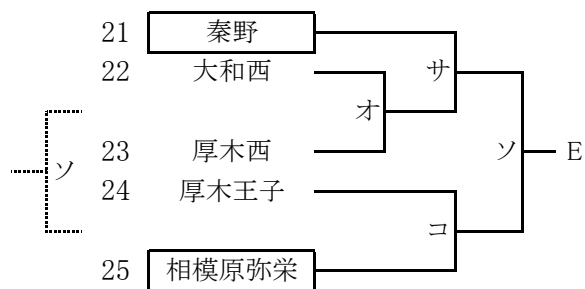 21 秦野
22 大和西
サ
オ
ソ
23 厚木西
ソ E
24 厚木王子
コ
25 相模原弥栄